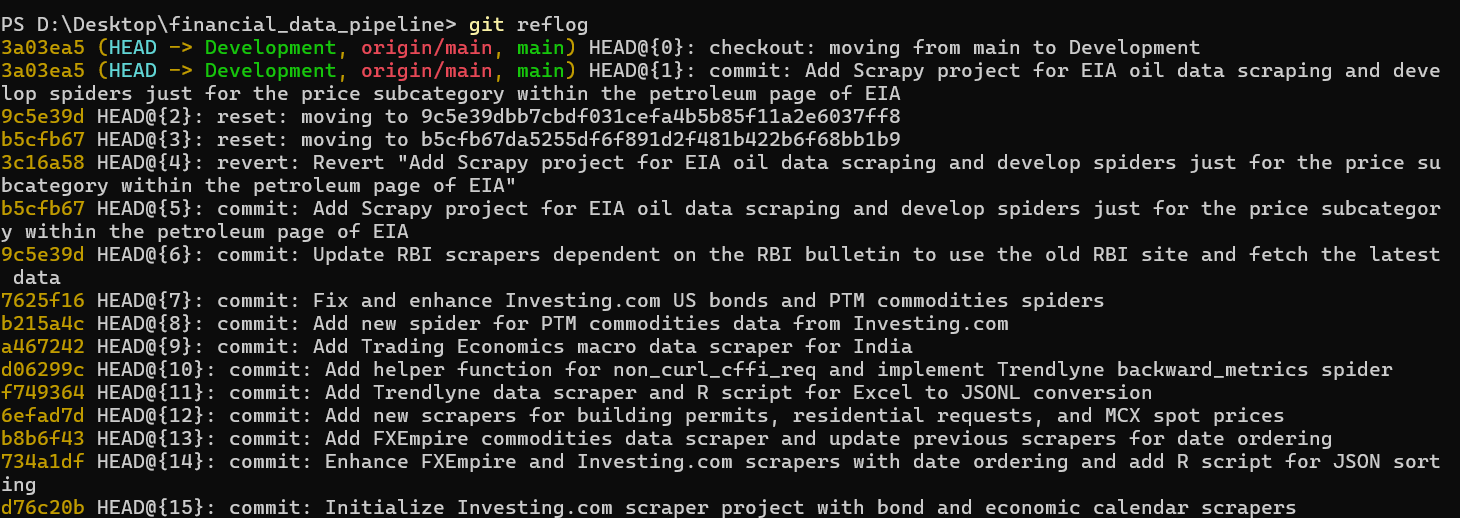 PS D:\Desktop\financial_data_pipeline> git reflog
3a03ea5 (HEAD -> Development, origin/main, main) HEAD@{0}: checkout: moving from main to Development
3a03ea5 (HEAD -> Development, origin/main, main) HEAD@{1}: commit: Add Scrapy project for EIA oil data scraping and deve
lop spiders just for the price subcategory within the petroleum page of EIA
9c5e39d HEAD@{2}: reset: moving to 9c5e39dbb7cbdf031cefa4b5b85f11a2e6037ff8
b5cfb67 HEAD@{3}: reset: moving to b5cfb67da5255df6f891d2f481b422b6f68bb1b9
3c16a58 HEAD@{4}: revert: Revert "Add Scrapy project for EIA oil data scraping and develop spiders just for the price su
bcategory within the petroleum page of EIA"
b5cfb67 HEAD@{5}: commit: Add Scrapy project for EIA oil data scraping and develop spiders just for the price subcategor
y within the petroleum page of EIA
9c5e39d HEAD@{6}: commit: Update RBI scrapers dependent on the RBI bulletin to use the old RBI site and fetch the latest
 data
7625f16 HEAD@{7}: commit: Fix and enhance Investing.com US bonds and PTM commodities spiders
b215a4c HEAD@{8}: commit: Add new spider for PTM commodities data from Investing.com
a467242 HEAD@{9}: commit: Add Trading Economics macro data scraper for India
d06299c HEAD@{10}: commit: Add helper function for non_curl_cffi_req and implement Trendlyne backward_metrics spider
f749364 HEAD@{11}: commit: Add Trendlyne data scraper and R script for Excel to JSONL conversion
6efad7d HEAD@{12}: commit: Add new scrapers for building permits, residential requests, and MCX spot prices
b8b6f43 HEAD@{13}: commit: Add FXEmpire commodities data scraper and update previous scrapers for date ordering
734a1df HEAD@{14}: commit: Enhance FXEmpire and Investing.com scrapers with date ordering and add R script for JSON sort
ing
d76c20b HEAD@{15}: commit: Initialize Investing.com scraper project with bond and economic calendar scrapers